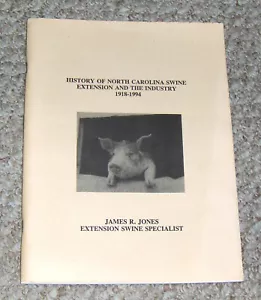 HISTORY OF NORTH CAROLINA SWINE
EXTENSION AND THE INDUSTRY
1918-1994
JAMES R. JONES
EXTENSION SWINE SPECIALIST